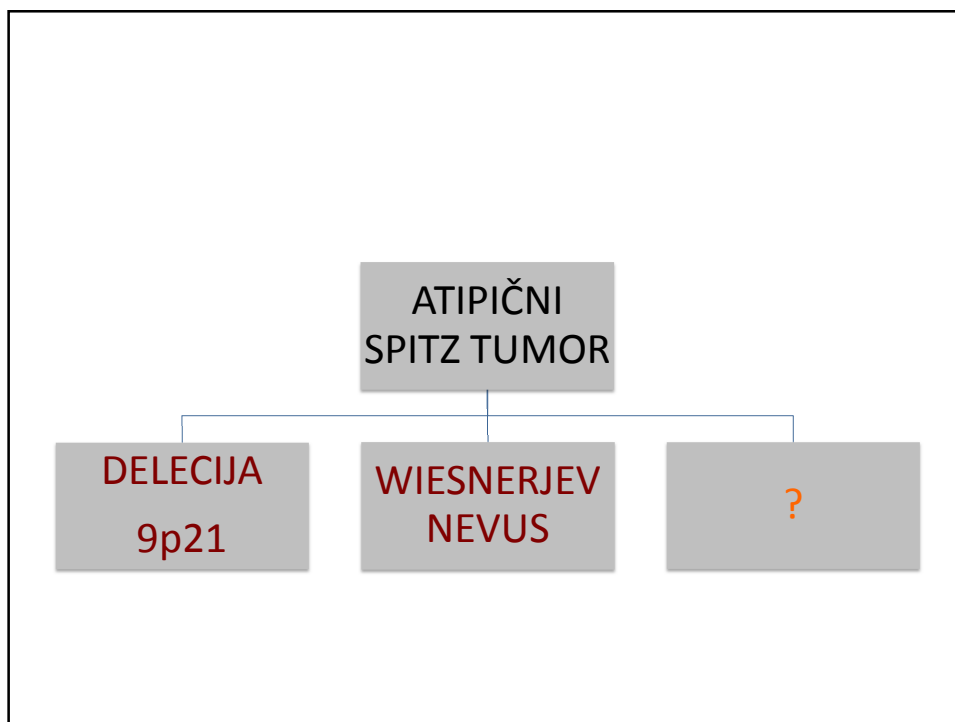 ATIPIČNI
SPITZ TUMOR
DELECIJA
9p21
WIESNERJEV
NEVUS
?